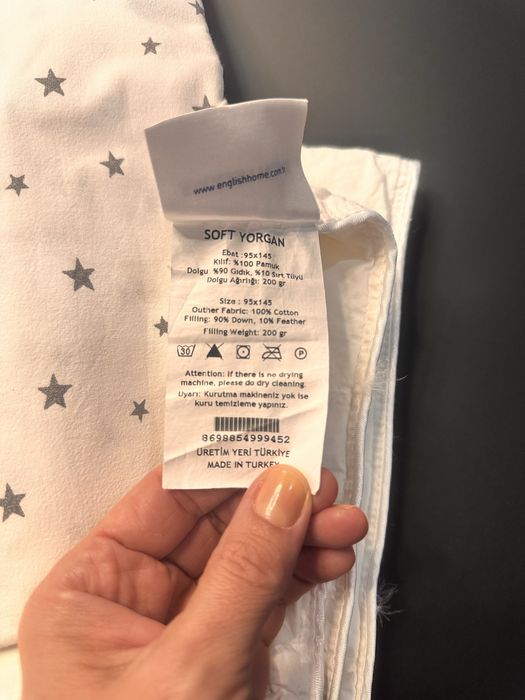 www.englishhome.com.tr
SOFT YORGAN
Ebat :95x145
Kılıf: %100 Pamuk
Dolgu :%90 Gıdık, %10 Sırt Tüyü
Dolgu Ağırlığı: 200 gr
Size : 95x145
Outher Fabric: 100% Cotton
Filling: 90% Down, 10% Feather
Filling Weight: 200 gr
30 P
Attention: if there is no drying
machine, please do dry cleaning.
Uyarı: Kurutma makineniz yok ise
kuru temizleme yapınız.
8698854999452
ÜRETİM YERİ TÜRKİYE
MADE IN TURKEY